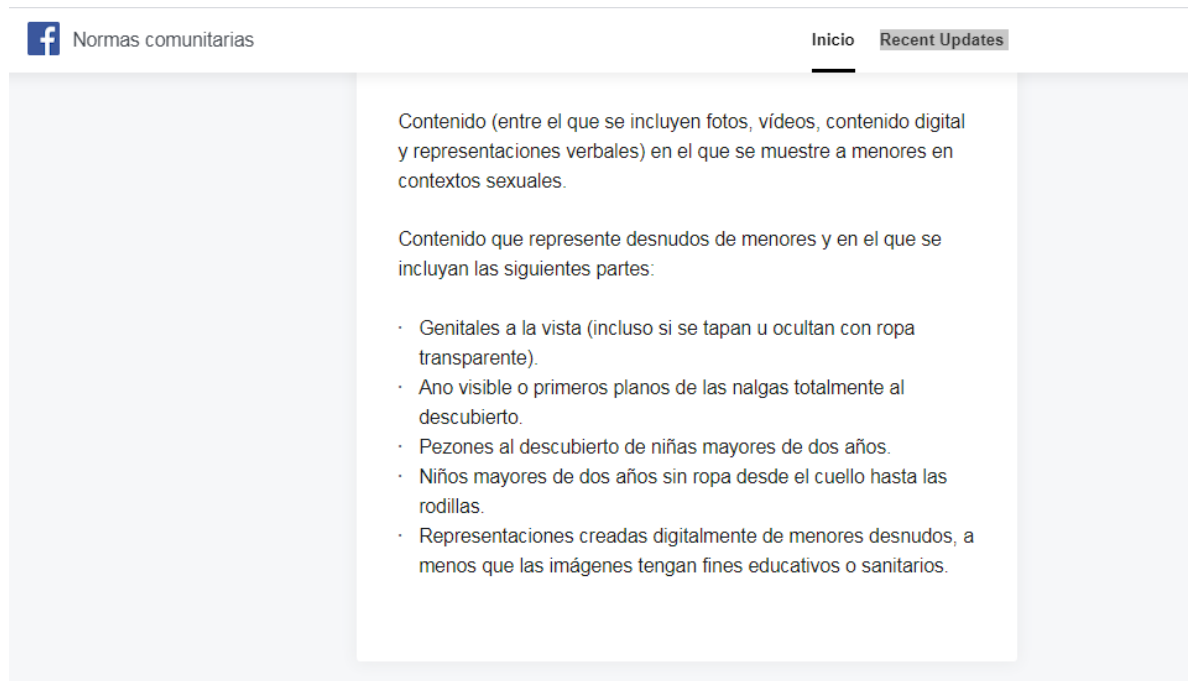 Normas comunitarias
Inicio
Recent Updates
Contenido (entre el que se incluyen fotos, vídeos, contenido digital
y representaciones verbales) en el que se muestre a menores en
contextos sexuales.
Contenido que represente desnudos de menores y en el que se
incluyan las siguientes partes:
· Genitales a la vista (incluso si se tapan u ocultan con ropa
transparente).
· Ano visible o primeros planos de las nalgas totalmente al
descubierto.
· Pezones al descubierto de niñas mayores de dos años.
· Niños mayores de dos años sin ropa desde el cuello hasta las
rodillas.
· Representaciones creadas digitalmente de menores desnudos, a
menos que las imágenes tengan fines educativos o sanitarios.